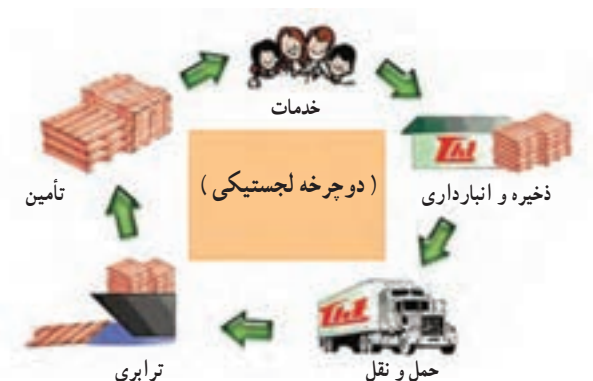 خدمات
تأمین
( دوچرخه لجستیکی )
ذخیره و انبارداری
ترابری
حمل و نقل